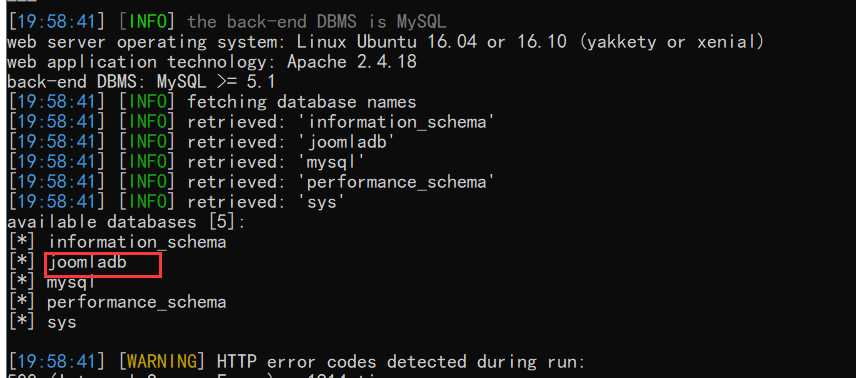 [19:58:41] [INFO] the back-end DBMS is MySQL
web server operating system: Linux Ubuntu 16.04 or 16.10 (yakkety or xenial)
web application technology: Apache 2.4.18
back-end DBMS: MySQL >= 5.1
[19:58:41] [INFO] fetching database names
[19:58:41] [INFO] retrieved: 'information_schema'
[19:58:41] [INFO] retrieved: 'joomladb'
[19:58:41] [INFO] retrieved: 'mysql'
[19:58:41] [INFO] retrieved: 'performance_schema'
[19:58:41] [INFO] retrieved: 'sys'
available databases [5]:
[*] information_schema
[*] joomladb
[*] mysql
[*] performance_schema
[*] sys
[19:58:41] [WARNING] HTTP error codes detected during run: